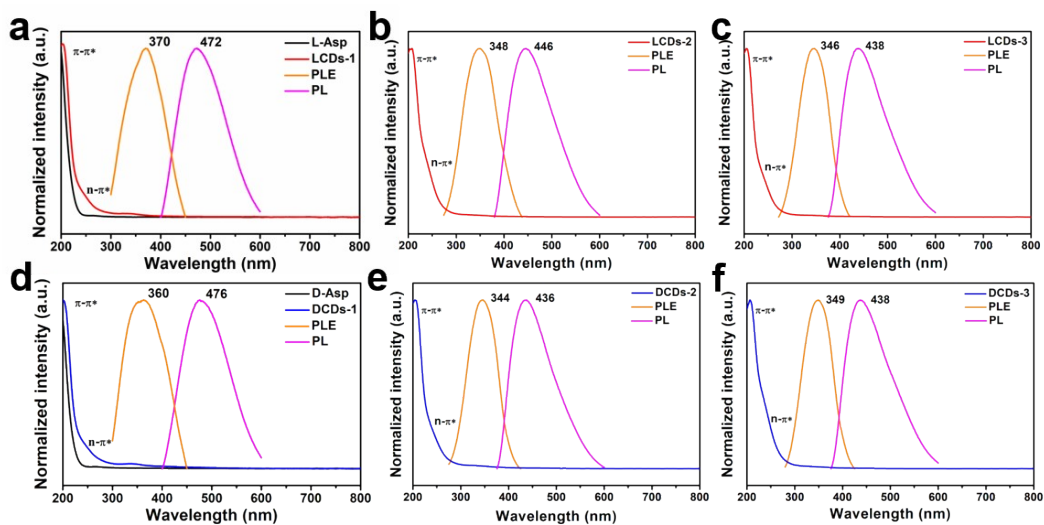 a
Normalized intensity (a.u.)
π-π*
n-π*
370
472
L-Asp
LCDs-1
PLE
PL
200 300 400 500 600 700 800
Wavelength (nm)
b
Normalized intensity (a.u.)
π-π*
n-π*
348
446
LCDs-2
PLE
PL
200 300 400 500 600 700 800
Wavelength (nm)
c
Normalized intensity (a.u.)
π-π*
n-π*
346
438
LCDs-3
PLE
PL
200 300 400 500 600 700 800
Wavelength (nm)
d
Normalized intensity (a.u.)
π-π*
n-π*
360
476
D-Asp
DCDs-1
PLE
PL
200 300 400 500 600 700 800
Wavelength (nm)
e
Normalized intensity (a.u.)
π-π*
n-π*
344
436
DCDs-2
PLE
PL
200 300 400 500 600 700 800
Wavelength (nm)
f
Normalized intensity (a.u.)
π-π*
n-π*
349
438
DCDs-3
PLE
PL
200 300 400 500 600 700 800
Wavelength (nm)